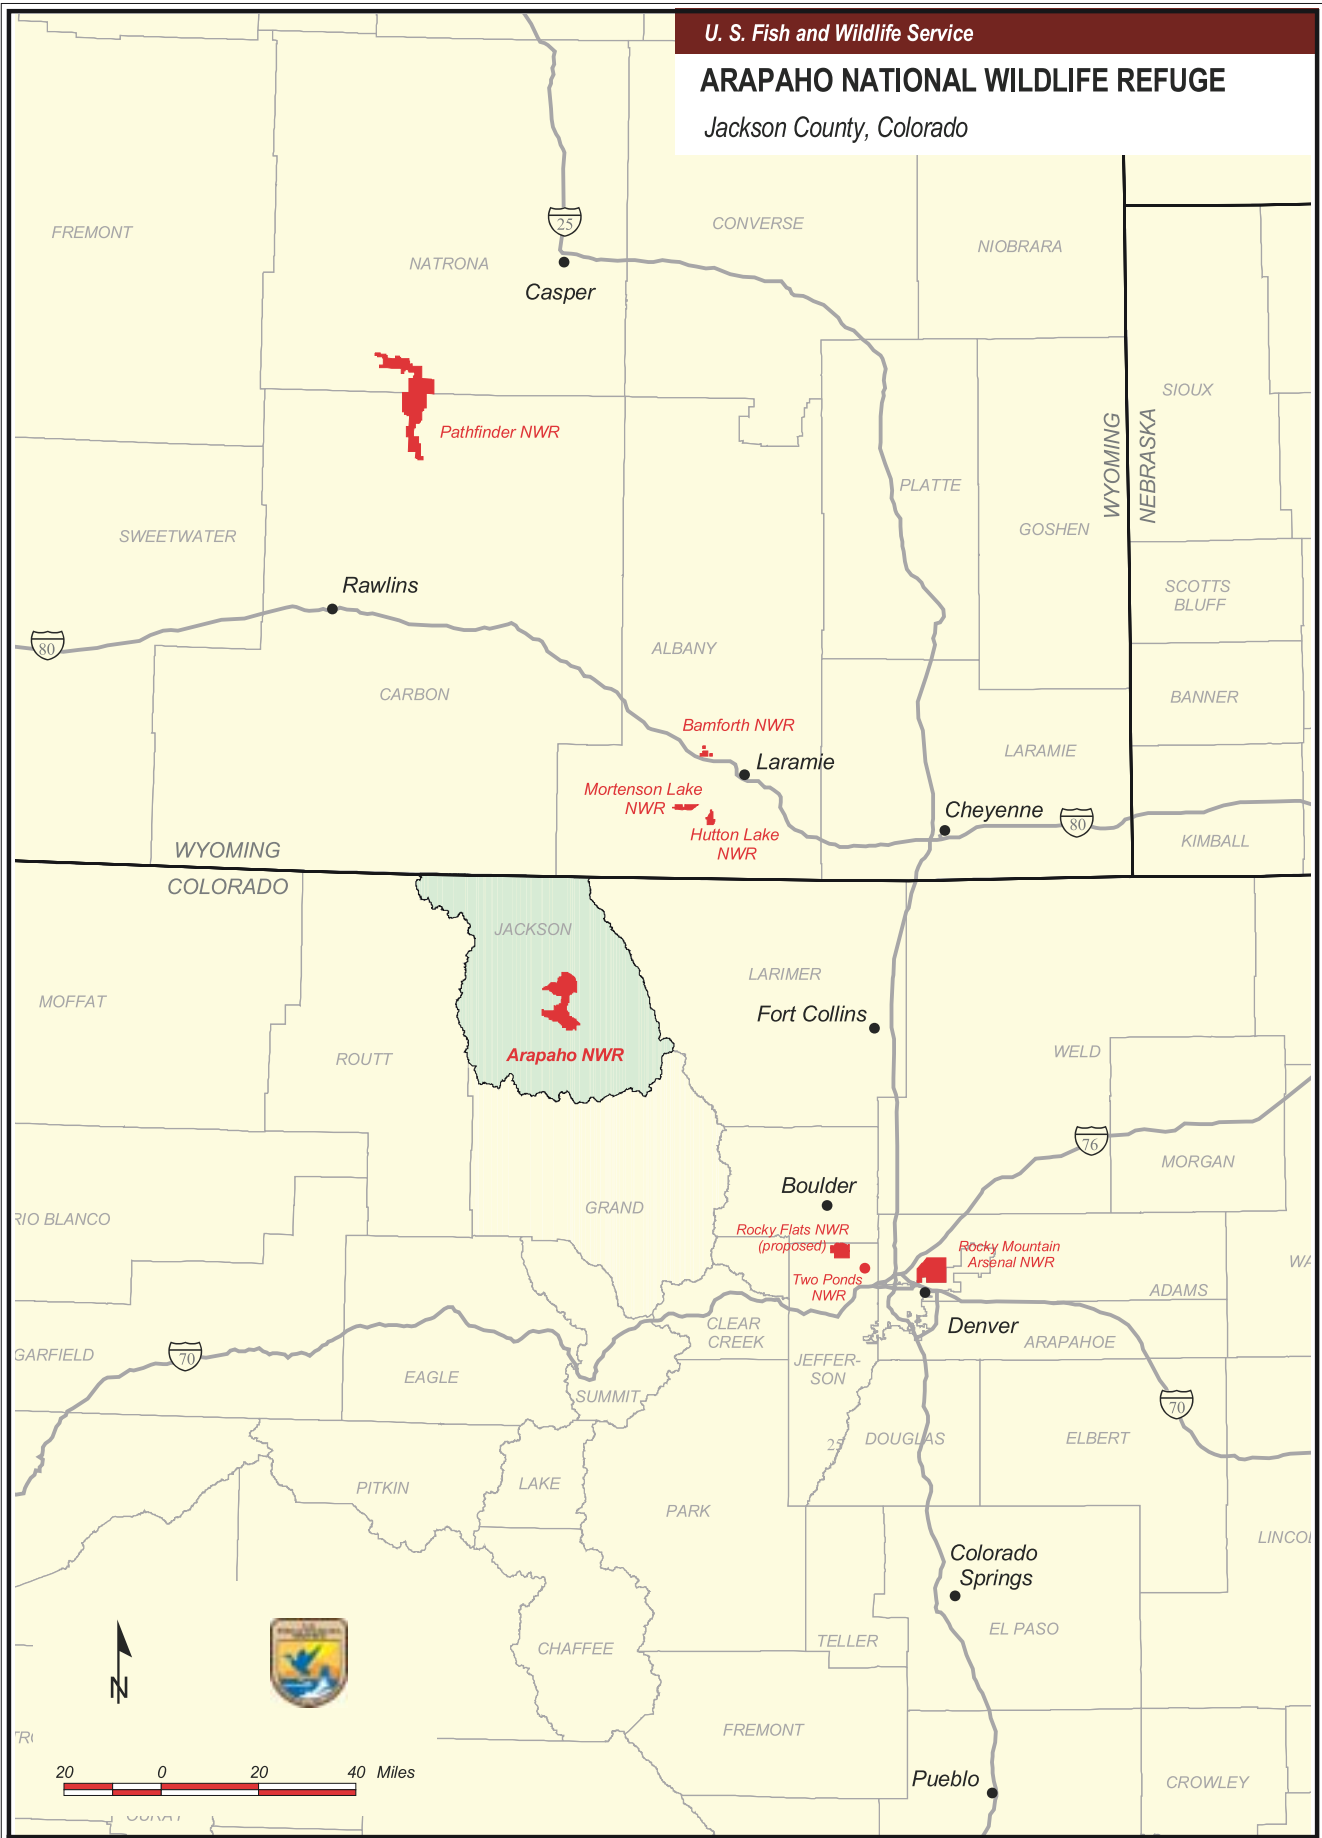 U. S. Fish and Wildlife Service
ARAPAHO NATIONAL WILDLIFE REFUGE
Jackson County, Colorado
25
FREMONT
CONVERSE
NIOBRARA
NATRONA
Casper
SIOUX
WYOMING
NEBRASKA
Pathfinder NWR
PLATTE
GOSHEN
SWEETWATER
Rawlins
SCOTTS
BLUFF
80
ALBANY
CARBON
BANNER
Bamforth NWR
LARAMIE
Laramie
Mortenson Lake
NWR
Cheyenne
80
Hutton Lake
NWR
KIMBALL
WYOMING
COLORADO
JACKSON
LARIMER
MOFFAT
Fort Collins
ROUTT
Arapaho NWR
WELD
76
MORGAN
Boulder
GRAND
RIO BLANCO
Rocky Flats NWR
(proposed)
Rocky Mountain
Arsenal NWR
WA
Two Ponds
NWR
ADAMS
CLEAR
CREEK
Denver
ARAPAHOE
GARFIELD
70
JEFFER-
SON
EAGLE
SUMMIT
70
25
DOUGLAS
ELBERT
PITKIN
LAKE
PARK
LINCOL
Colorado
Springs
EL PASO
TELLER
CHAFFEE
N
FREMONT
20 0 20 40 Miles
Pueblo
CROWLEY